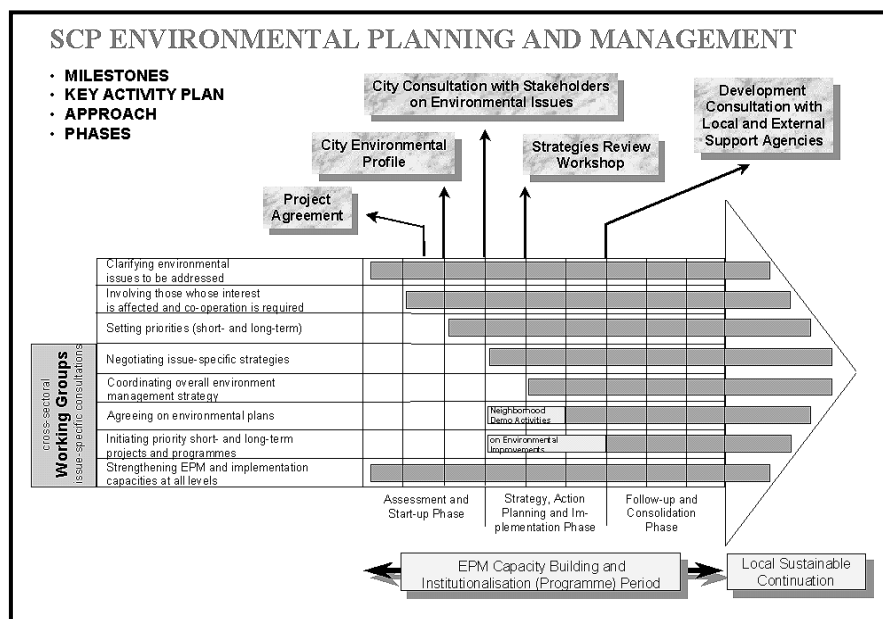 SCP ENVIRONMENTAL PLANNING AND MANAGEMENT
• MILESTONES
• KEY ACTIVITY PLAN
• APPROACH
• PHASES
City Consultation with Stakeholders
on Environmental Issues
Development
Consultation with
Local and External
Support Agencies
City Environmental
Profile
Strategies Review
Workshop
Project
Agreement
Clarifying environmental
issues to be addressed
Involving those whose interest
is affected and co-operation is required
Setting priorities (short- and long-term)
cross-sectoral
Working Groups
issue-specific consultations
Negotiating issue-specific strategies
Coordinating overall environment
management strategy
Agreeing on environmental plans
Neighborhood
Demo Activities
Initiating priority short- and long-term
projects and programmes
on Environmental
Improvements
Strengthening EPM and implementation
capacities at all levels
Assessment and
Start-up Phase
Strategy, Action
Planning and Im-
plementation Phase
Follow-up and
Consolidation
Phase
EPM Capacity Building and
Institutionalisation (Programme) Period
Local Sustainable
Continuation